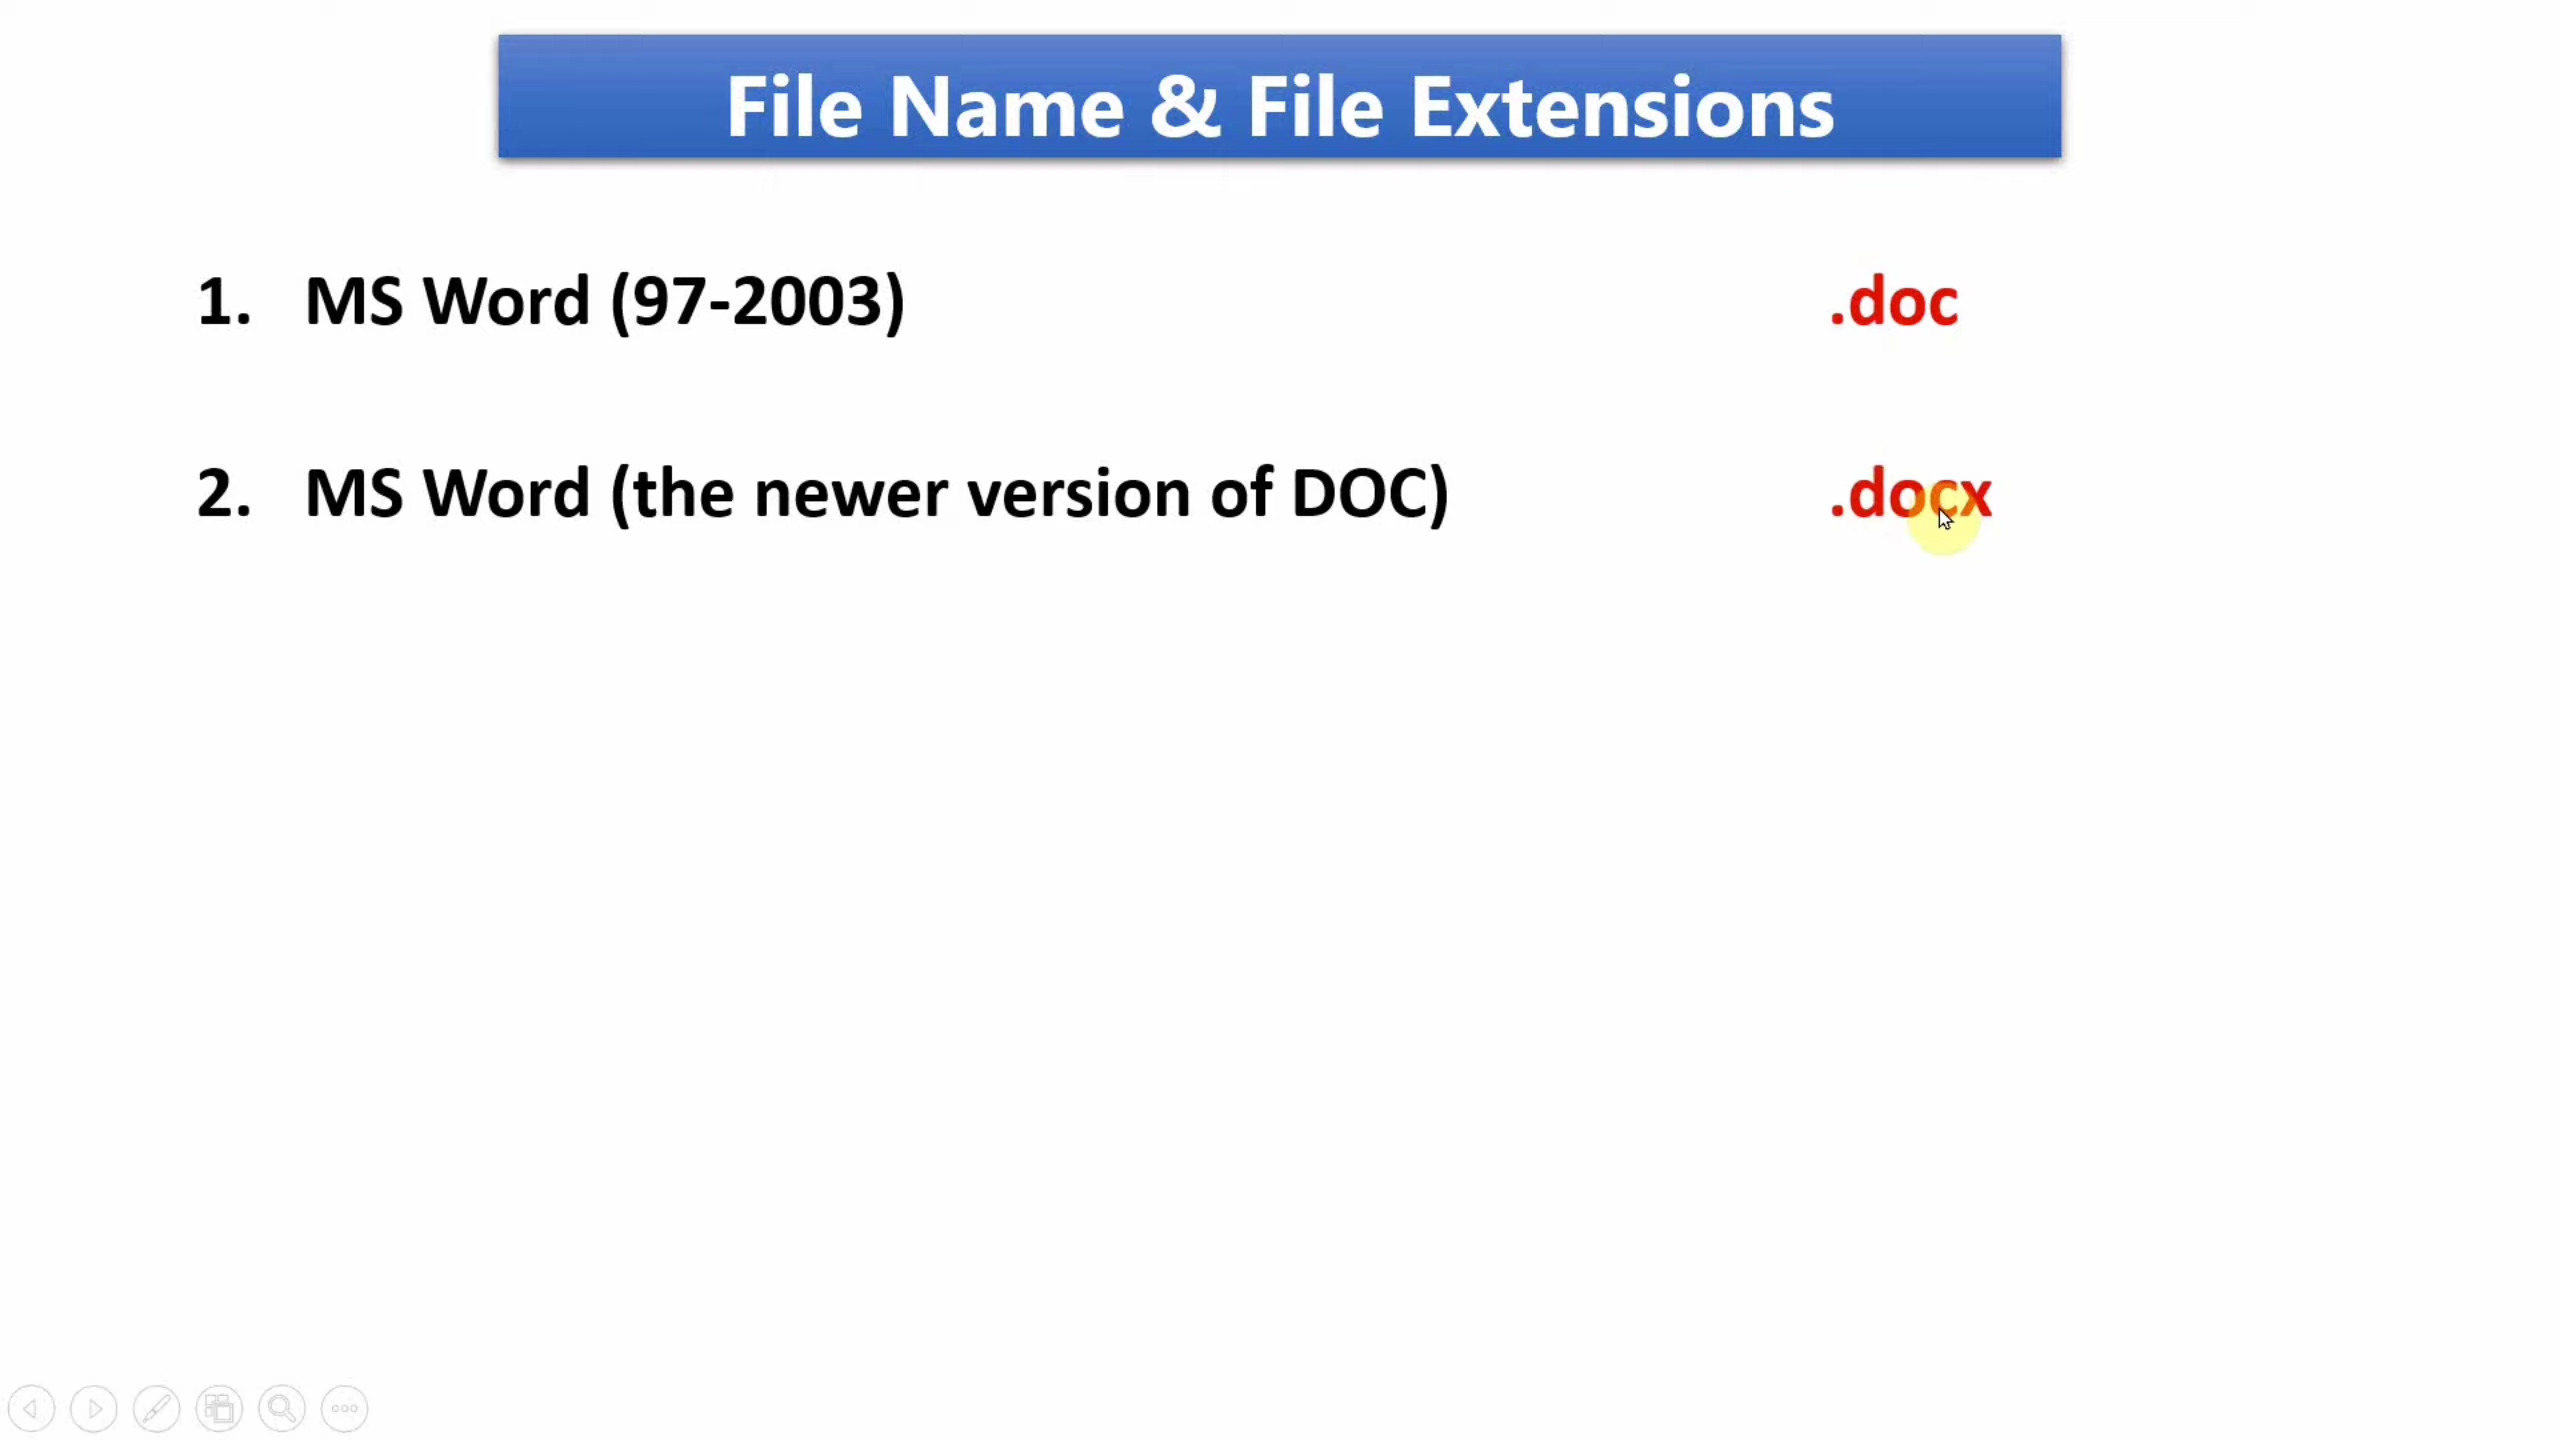 File Name & File Extensions
1. MS Word (97-2003) .doc
2. MS Word (the newer version of DOC) .docx